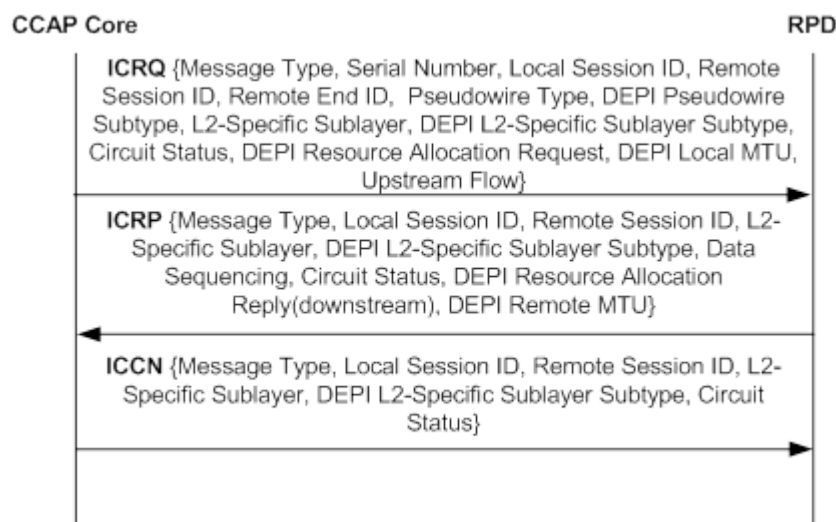 CCAP Core
RPD
ICRQ {Message Type, Serial Number, Local Session ID, Remote
Session ID, Remote End ID, Pseudowire Type, DEPI Pseudowire
Subtype, L2-Specific Sublayer, DEPI L2-Specific Sublayer Subtype,
Circuit Status, DEPI Resource Allocation Request, DEPI Local MTU,
Upstream Flow}
ICRP {Message Type, Local Session ID, Remote Session ID, L2-
Specific Sublayer, DEPI L2-Specific Sublayer Subtype, Data
Sequencing, Circuit Status, DEPI Resource Allocation
Reply(downstream), DEPI Remote MTU}
ICCN {Message Type, Local Session ID, Remote Session ID, L2-
Specific Sublayer, DEPI L2-Specific Sublayer Subtype, Circuit
Status}